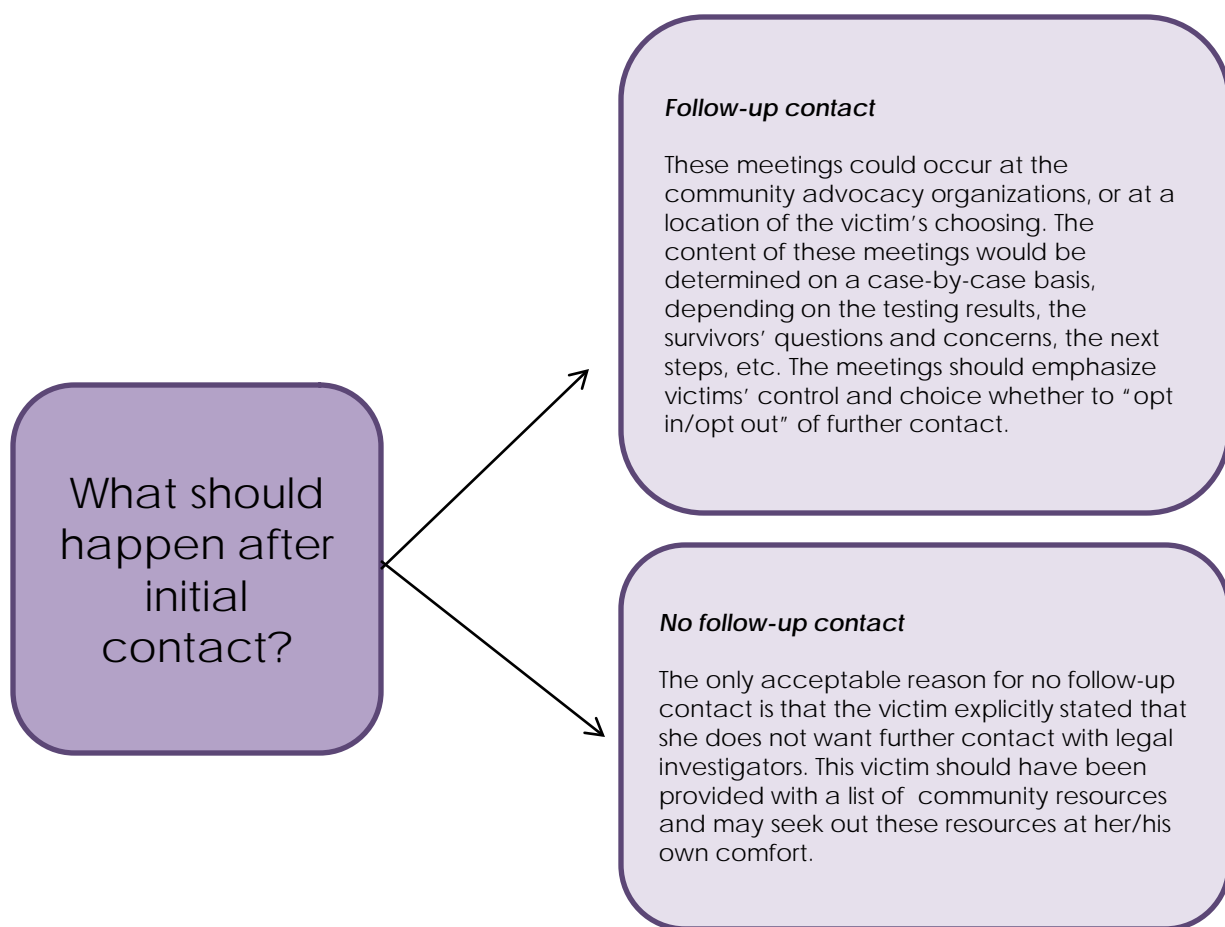 What should
happen after
initial
contact?
Follow-up contact
These meetings could occur at the
community advocacy organizations, or at a
location of the victim’s choosing. The
content of these meetings would be
determined on a case-by-case basis,
depending on the testing results, the
survivors’ questions and concerns, the next
steps, etc. The meetings should emphasize
victims’ control and choice whether to “opt
in/opt out” of further contact.
No follow-up contact
The only acceptable reason for no follow-up
contact is that the victim explicitly stated that
she does not want further contact with legal
investigators. This victim should have been
provided with a list of community resources
and may seek out these resources at her/his
own comfort.